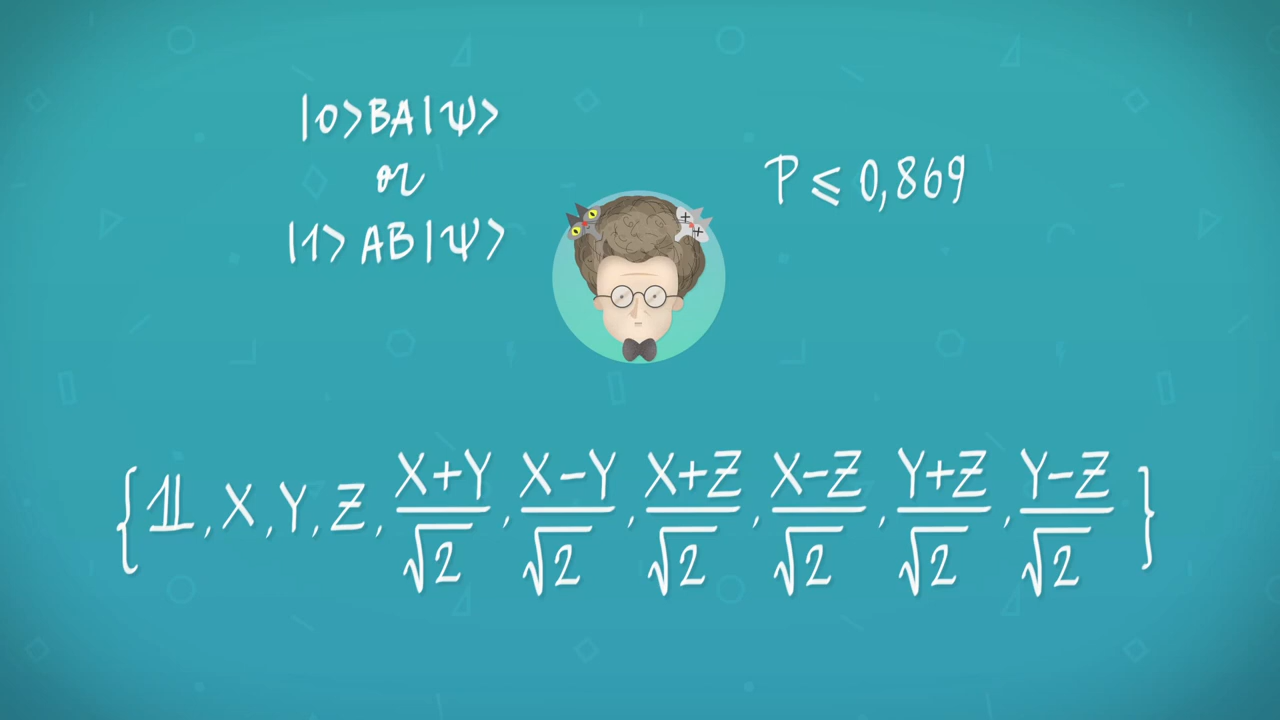 |0>BA|ψ>
or
|1>AB|ψ>
P ⩽ 0,869
{𝟙, X, Y, Z, X+Y/√2, X-Y/√2, X+Z/√2, X-Z/√2, Y+Z/√2, Y-Z/√2}